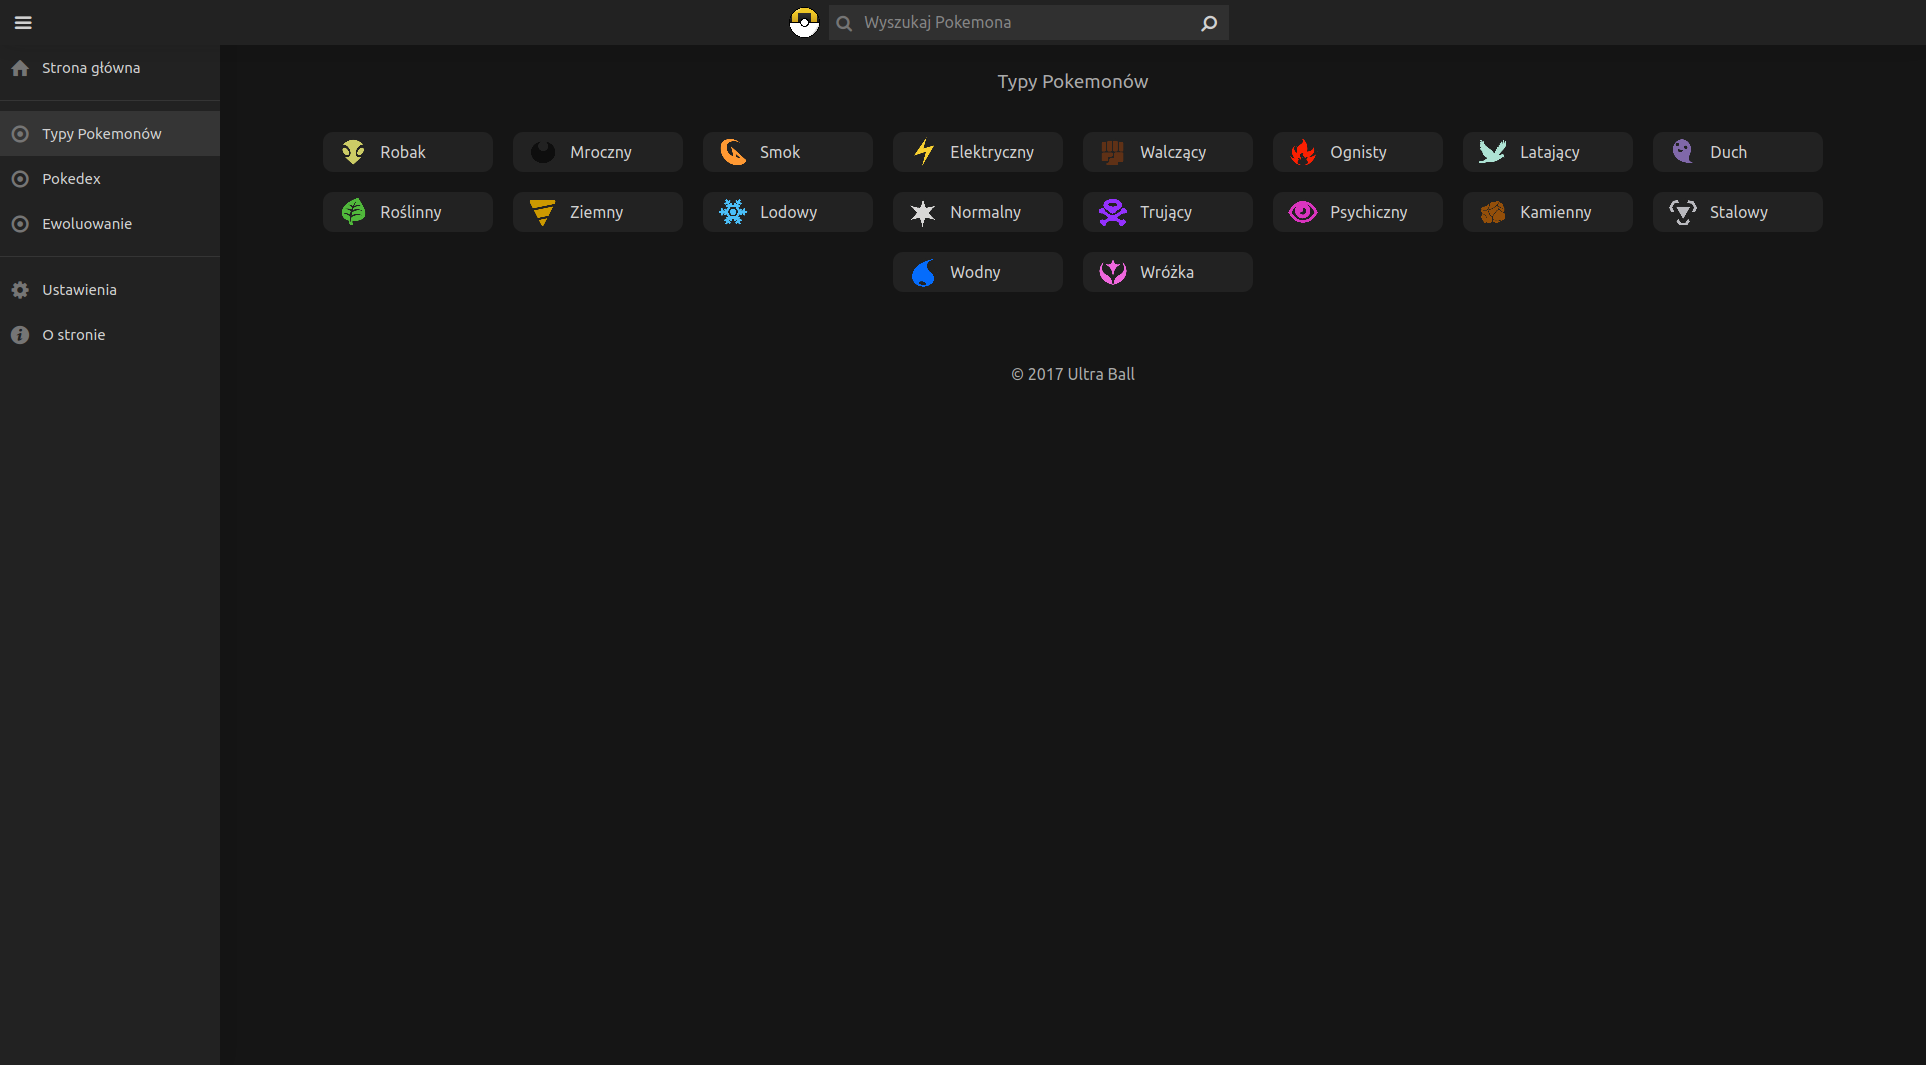 Wyszukaj Pokemona
Strona główna
Typy Pokemonów
Pokedex
Ewoluowanie
Ustawienia
O stronie
Typy Pokemonów
Robak
Mroczny
Smok
Elektryczny
Walczący
Ognisty
Latający
Duch
Roślinny
Ziemny
Lodowy
Normalny
Trujący
Psychiczny
Kamienny
Stalowy
Wodny
Wróżka
© 2017 Ultra Ball